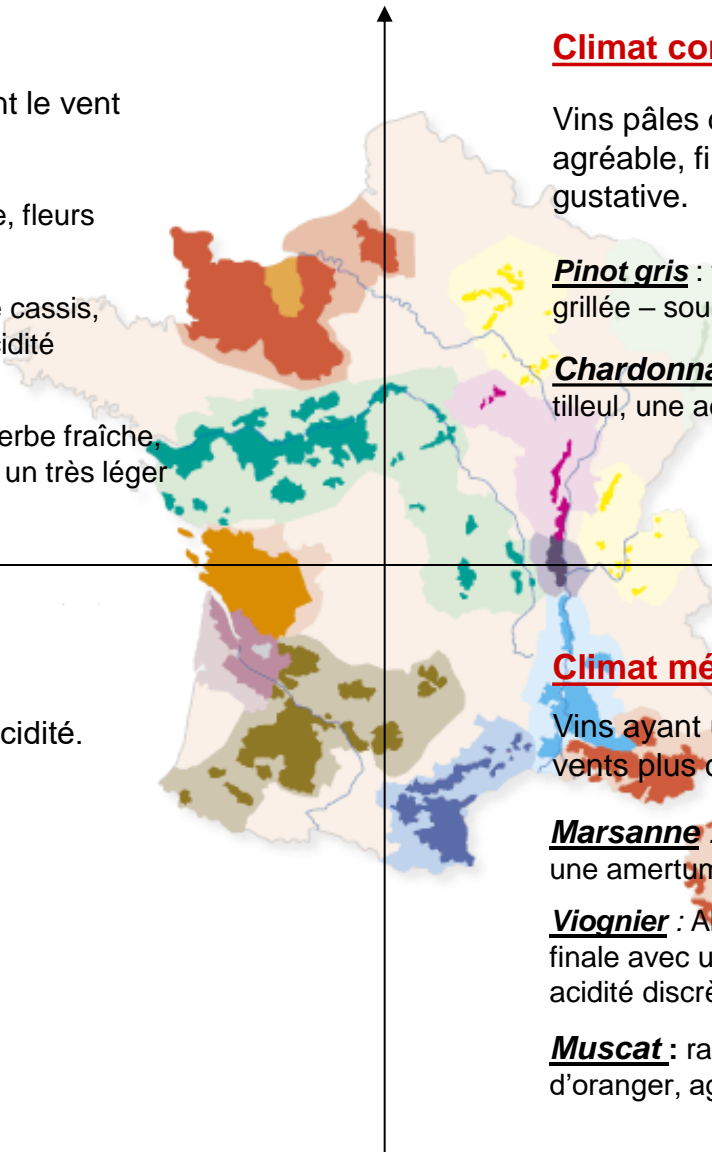 nt le vent
e, fleurs
e cassis,
cidité
erbe fraîche,
un très léger
cidité.
Climat con
Vins pâles
agréable, fi
gustative.
Pinot gris :
grillée – sou
Chardonna
tilleul, une a
Climat mé
Vins ayant
vents plus
Marsanne :
une amertum
Viognier : A
finale avec u
acidité discrè
Muscat : ra
d’oranger, ag